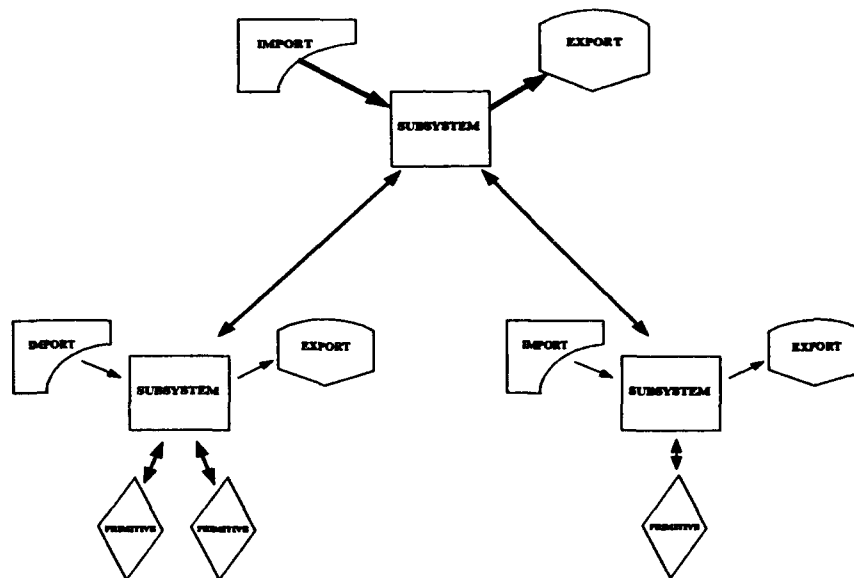 IMPORT
EXPORT
SUBSYSTEM
IMPORT
EXPORT
SUBSYSTEM
IMPORT
EXPORT
SUBSYSTEM
PRIMITIVE
PRIMITIVE
PRIMITIVE